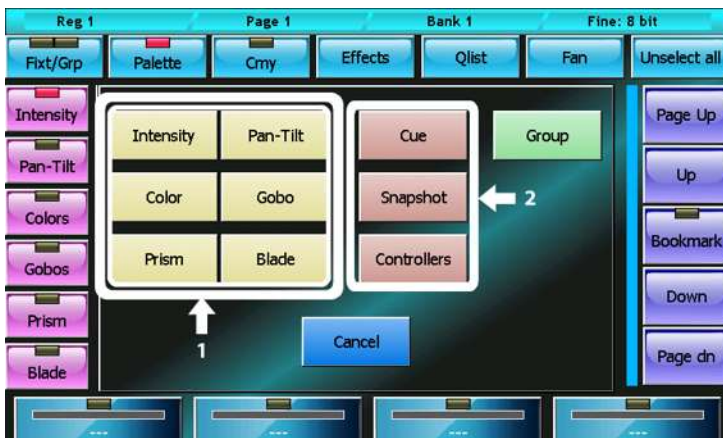 Reg 1 Page 1 Bank 1 Fine: 8 bit
Fixt/Grp Palette Cmy Effects Qlist Fan Unselect all
Intensity
Pan-Tilt
Colors
Gobos
Prism
Blade
Intensity Pan-Tilt
Color Gobo
Prism Blade
1
Cue
Snapshot
Controllers
2
Group
Cancel
Page Up
Up
Bookmark
Down
Page dn
--- --- --- ---